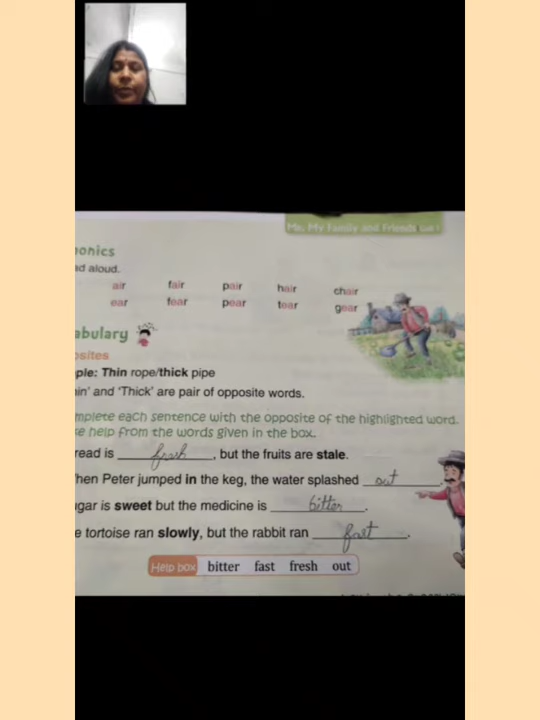 Me, My Family and Friends Unit 1
onics
ad aloud.
air fair pair hair chair
ear fear pear tear gear
abulary
osites
ple: Thin rope/thick pipe
in' and 'Thick' are pair of opposite words.
mplete each sentence with the opposite of the highlighted word.
e help from the words given in the box.
read is fresh, but the fruits are stale.
hen Peter jumped in the keg, the water splashed out.
gar is sweet but the medicine is bitter.
e tortoise ran slowly, but the rabbit ran fast.
Help box bitter fast fresh out